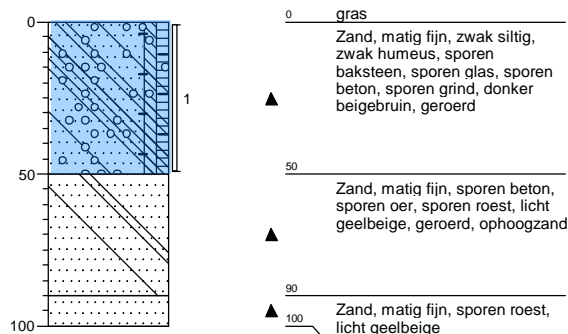 0
50
100
1
0
gras
Zand, matig fijn, zwak siltig,
zwak humeus, sporen
baksteen, sporen glas, sporen
beton, sporen grind, donker
beigebruin, geroerd
50
Zand, matig fijn, sporen beton,
sporen oer, sporen roest, licht
geelbeige, geroerd, ophoogzand
90
Zand, matig fijn, sporen roest,
100
licht geelbeige